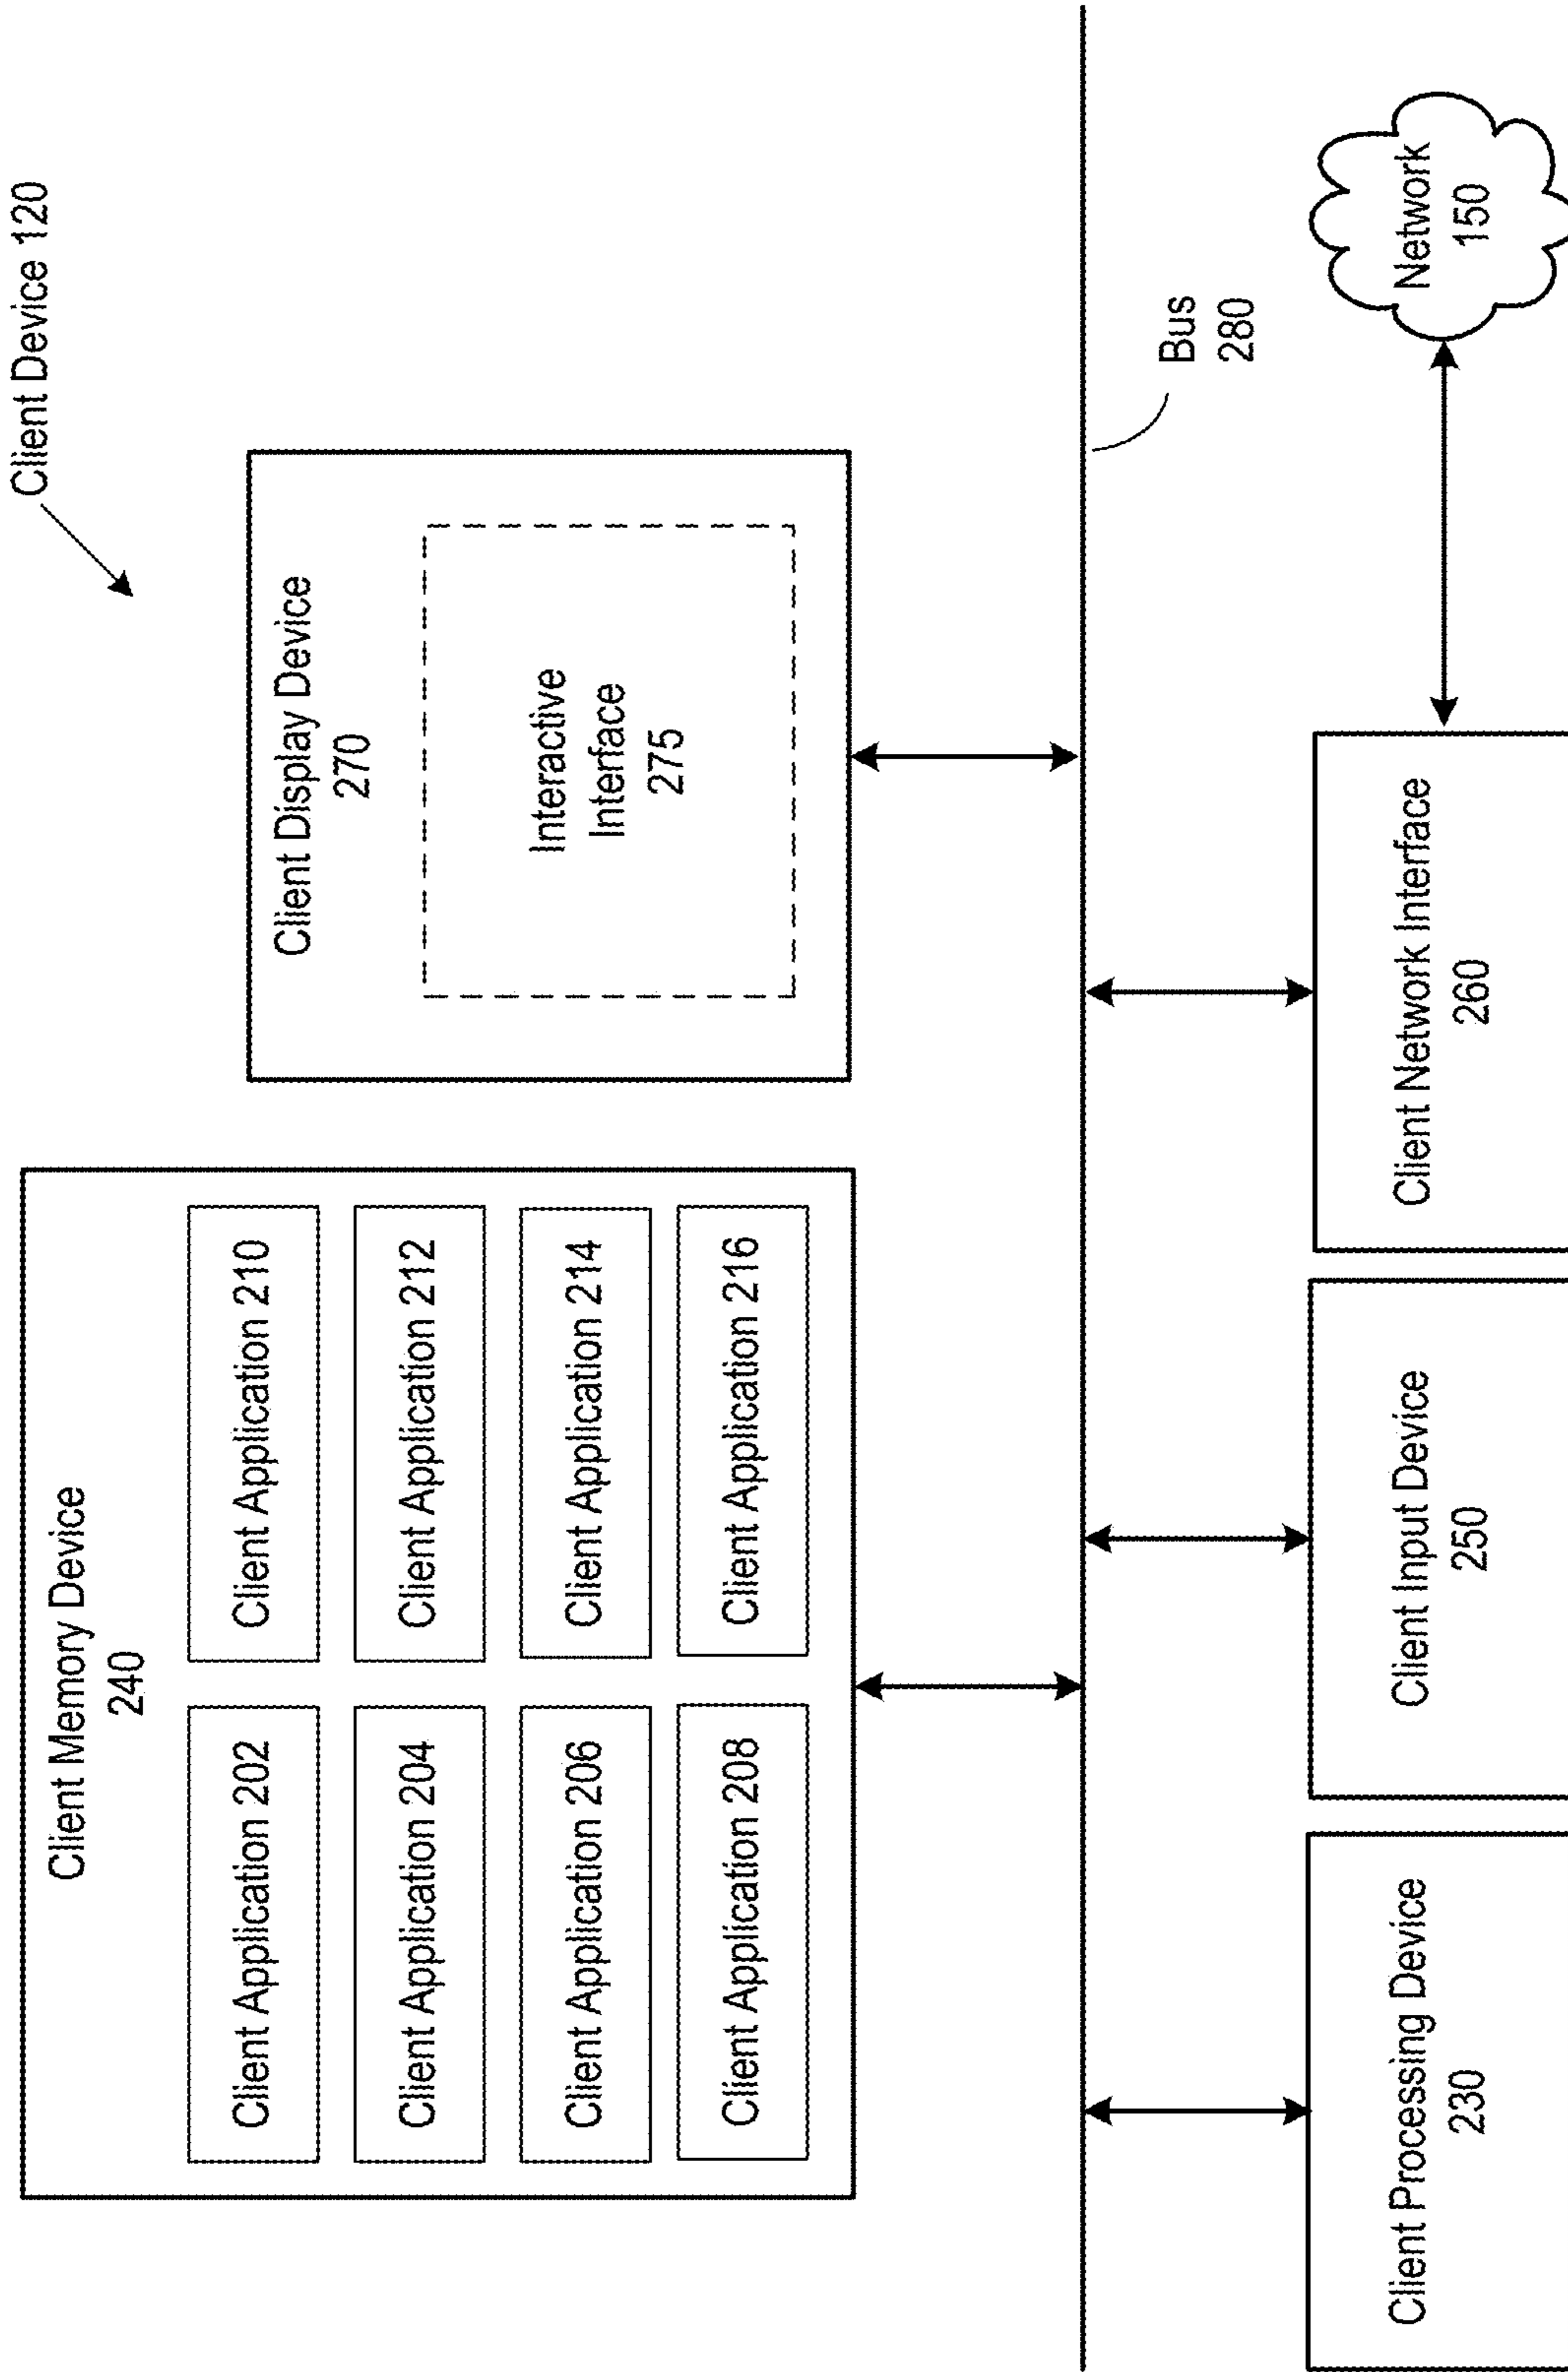 Client Device 120
Client Memory Device
240
Client Application 202
Client Application 210
Client Application 204
Client Application 212
Client Application 206
Client Application 214
Client Application 208
Client Application 216
Client Display Device
270
Interactive
Interface
275
Bus
280
Client Processing Device
230
Client Input Device
250
Client Network Interface
260
Network
150